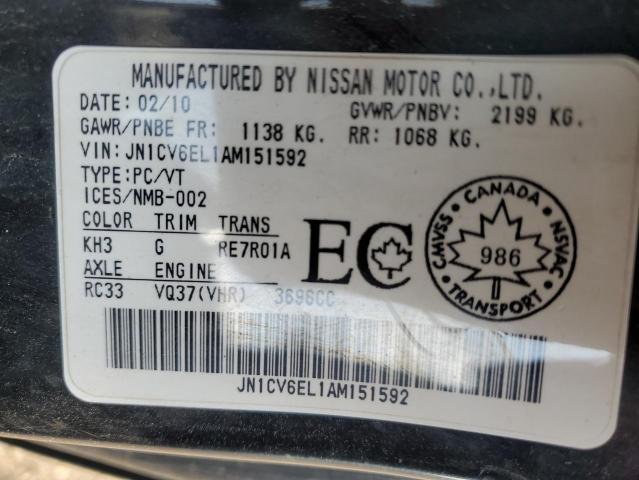 MANUFACTURED BY NISSAN MOTOR CO.,LTD.
DATE: 02/10 GVWR/PNBV: 2199 KG.
GAWR/PNBE FR: 1138 KG. RR: 1068 KG.
VIN: JN1CV6EL1AM151592
TYPE:PC/VT
ICES/NMB-002
COLOR TRIM TRANS
KH3 G RE7R01A
AXLE ENGINE
RC33 VQ37(VHR) 3696CC
EC
CANADA
CMVSS
986
NSVAC
TRANSPORT
JN1CV6EL1AM151592